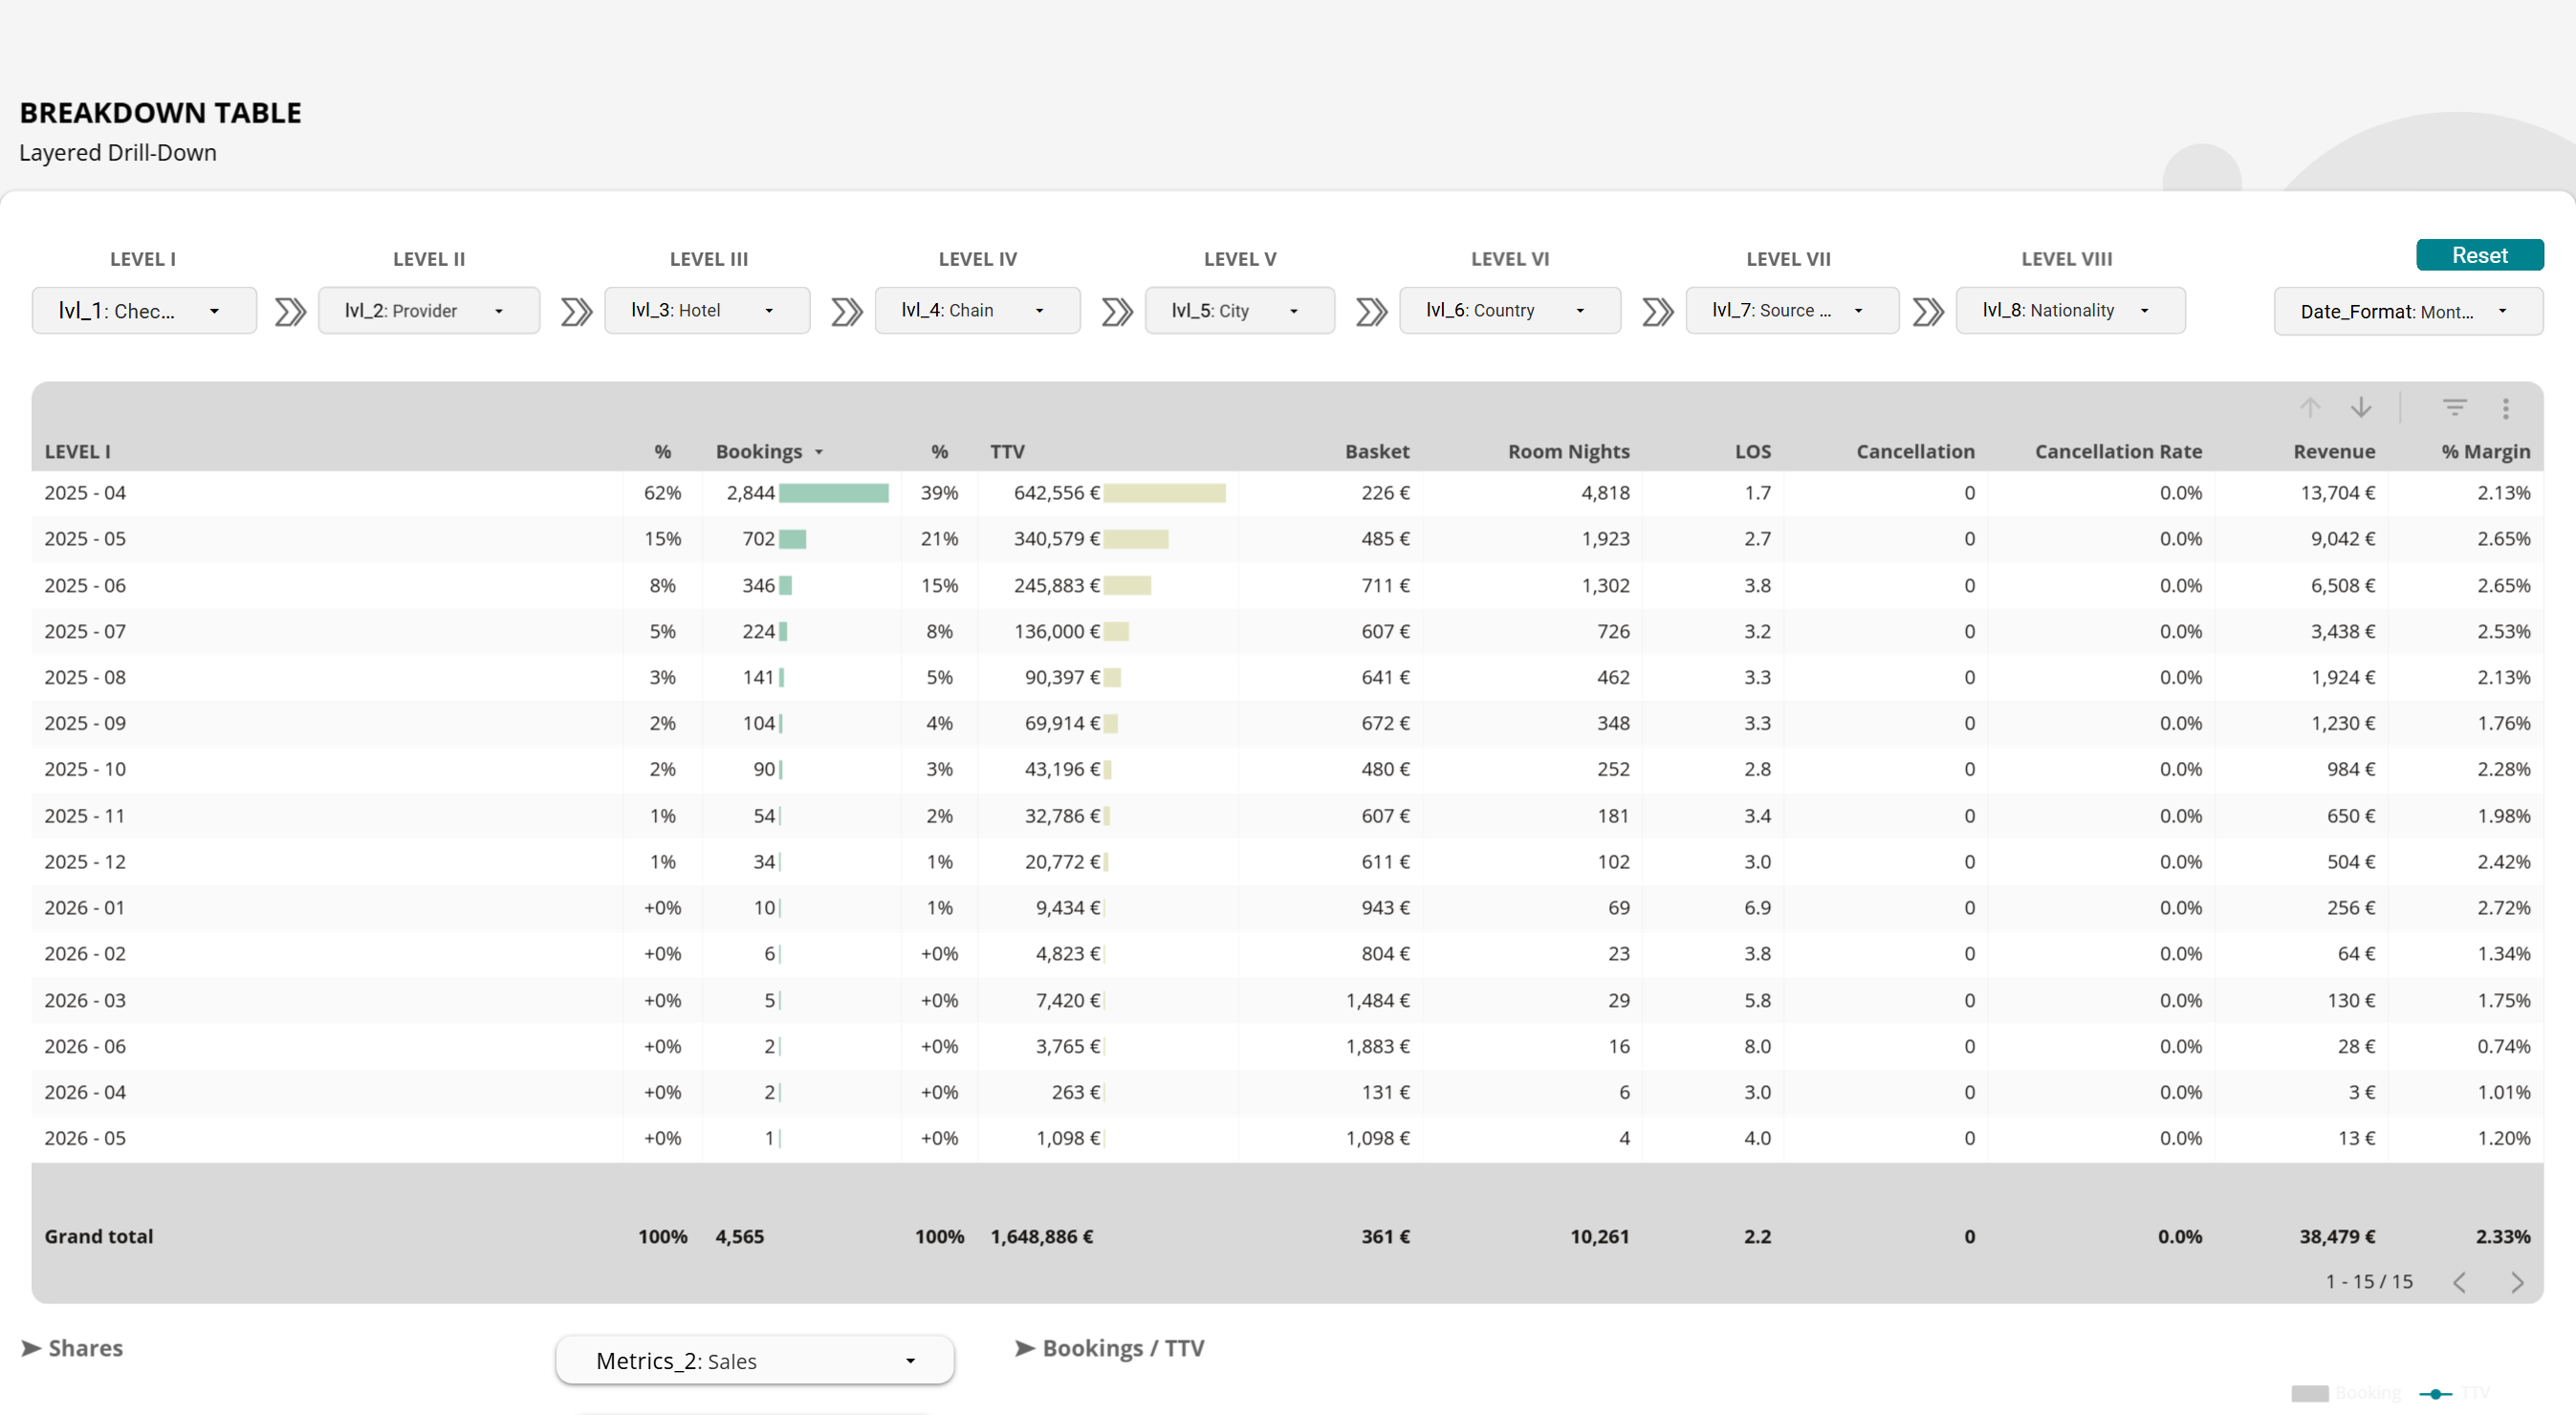 BREAKDOWN TABLE
Layered Drill-Down
LEVEL I LEVEL II LEVEL III LEVEL IV LEVEL V LEVEL VI LEVEL VII LEVEL VIII Reset
lvl_1: Chec... lvl_2: Provider lvl_3: Hotel lvl_4: Chain lvl_5: City lvl_6: Country lvl_7: Source ... lvl_8: Nationality Date_Format: Mont...
LEVEL I % Bookings % TTV Basket Room Nights LOS Cancellation Cancellation Rate Revenue % Margin
2025 - 04 62% 2,844 39% 642,556 € 226 € 4,818 1.7 0 0.0% 13,704 € 2.13%
2025 - 05 15% 702 21% 340,579 € 485 € 1,923 2.7 0 0.0% 9,042 € 2.65%
2025 - 06 8% 346 15% 245,883 € 711 € 1,302 3.8 0 0.0% 6,508 € 2.65%
2025 - 07 5% 224 8% 136,000 € 607 € 726 3.2 0 0.0% 3,438 € 2.53%
2025 - 08 3% 141 5% 90,397 € 641 € 462 3.3 0 0.0% 1,924 € 2.13%
2025 - 09 2% 104 4% 69,914 € 672 € 348 3.3 0 0.0% 1,230 € 1.76%
2025 - 10 2% 90 3% 43,196 € 480 € 252 2.8 0 0.0% 984 € 2.28%
2025 - 11 1% 54 2% 32,786 € 607 € 181 3.4 0 0.0% 650 € 1.98%
2025 - 12 1% 34 1% 20,772 € 611 € 102 3.0 0 0.0% 504 € 2.42%
2026 - 01 +0% 10 1% 9,434 € 943 € 69 6.9 0 0.0% 256 € 2.72%
2026 - 02 +0% 6 +0% 4,823 € 804 € 23 3.8 0 0.0% 64 € 1.34%
2026 - 03 +0% 5 +0% 7,420 € 1,484 € 29 5.8 0 0.0% 130 € 1.75%
2026 - 06 +0% 2 +0% 3,765 € 1,883 € 16 8.0 0 0.0% 28 € 0.74%
2026 - 04 +0% 2 +0% 263 € 131 € 6 3.0 0 0.0% 3 € 1.01%
2026 - 05 +0% 1 +0% 1,098 € 1,098 € 4 4.0 0 0.0% 13 € 1.20%
Grand total 100% 4,565 100% 1,648,886 € 361 € 10,261 2.2 0 0.0% 38,479 € 2.33%
1 - 15 / 15
➤ Shares Metrics_2: Sales ➤ Bookings / TTV
Booking TTV